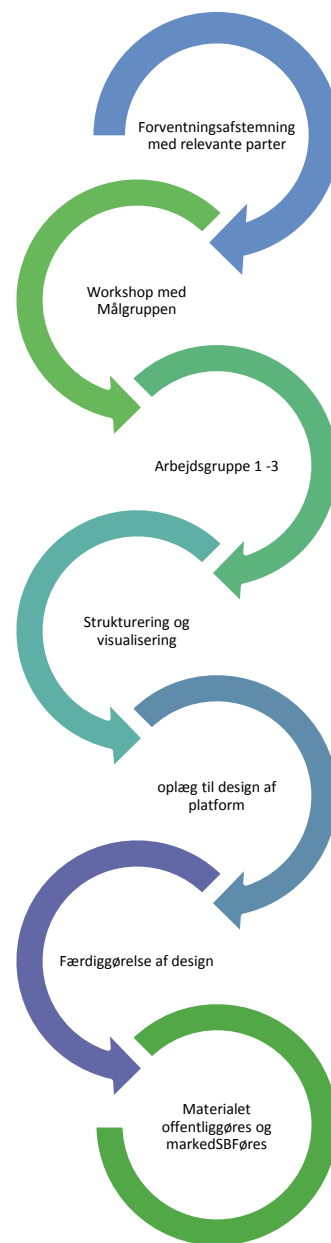 Forventningsafstemning
med relevante parter
Workshop med
Målgruppen
Arbejdsgruppe 1 -3
Strukturering og
visualisering
oplæg til design af
platform
Færdiggørelse af design
Materialet
offentliggøres og
markedSBFøres